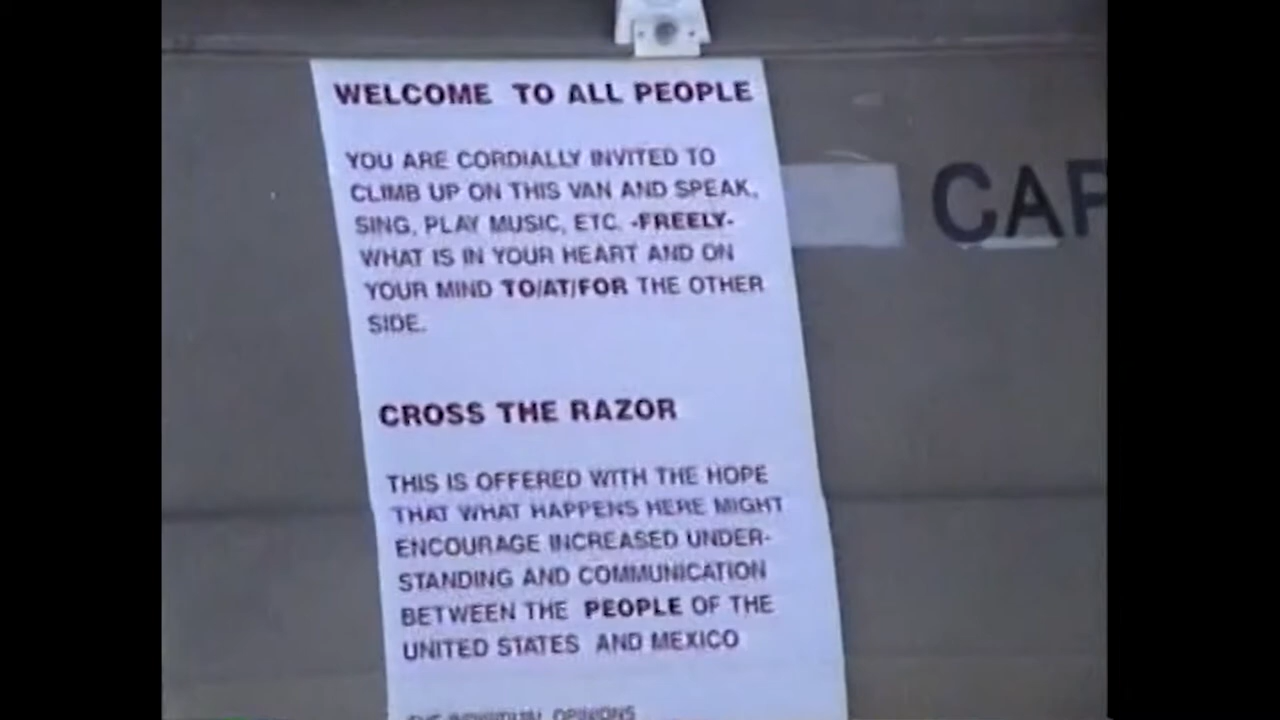 WELCOME TO ALL PEOPLE
YOU ARE CORDIALLY INVITED TO
CLIMB UP ON THIS VAN AND SPEAK,
SING, PLAY MUSIC, ETC. -FREELY-
WHAT IS IN YOUR HEART AND ON
YOUR MIND TO/AT/FOR THE OTHER
SIDE.
CROSS THE RAZOR
THIS IS OFFERED WITH THE HOPE
THAT WHAT HAPPENS HERE MIGHT
ENCOURAGE INCREASED UNDER-
STANDING AND COMMUNICATION
BETWEEN THE PEOPLE OF THE
UNITED STATES AND MEXICO
THE INDIVIDUAL OPINIONS
CAP